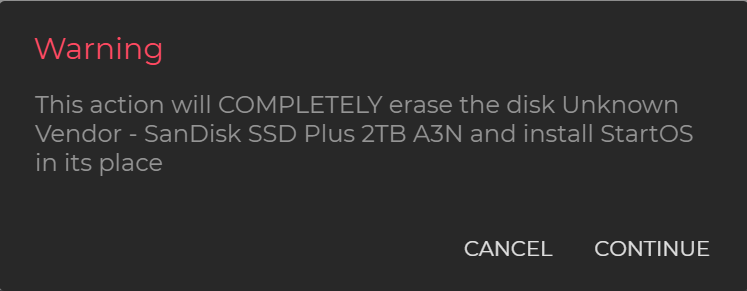 Warning
This action will COMPLETELY erase the disk Unknown
Vendor - SanDisk SSD Plus 2TB A3N and install StartOS
in its place
CANCEL CONTINUE